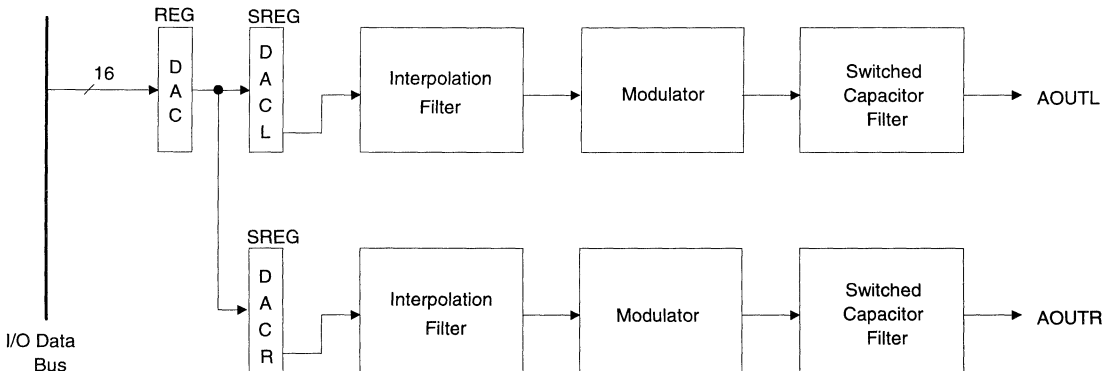 REG
SREG
16
D
A
C
D
A
C
L
Interpolation
Filter
Modulator
Switched
Capacitor
Filter
AOUTL
SREG
D
A
C
R
Interpolation
Filter
Modulator
Switched
Capacitor
Filter
AOUTR
I/O Data
Bus